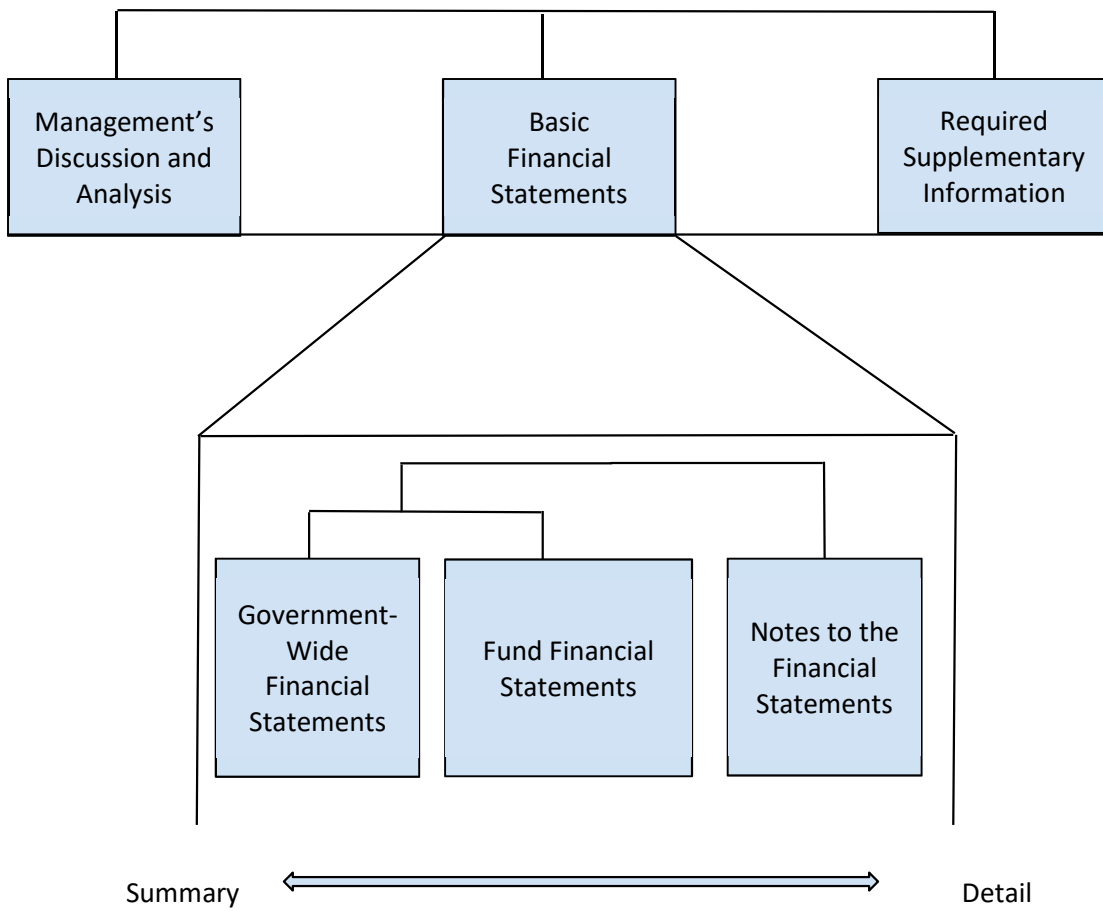 Management’s
Discussion and
Analysis
Basic
Financial
Statements
Required
Supplementary
Information
Government-
Wide
Financial
Statements
Fund Financial
Statements
Notes to the
Financial
Statements
Summary
Detail